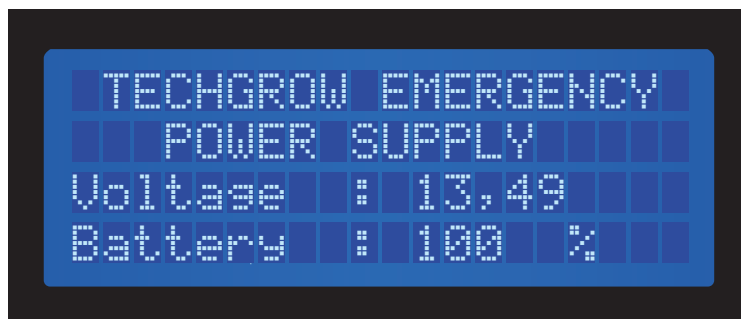 TECHGROW EMERGENCY
POWER SUPPLY
Voltage : 13,49
Battery : 100 %